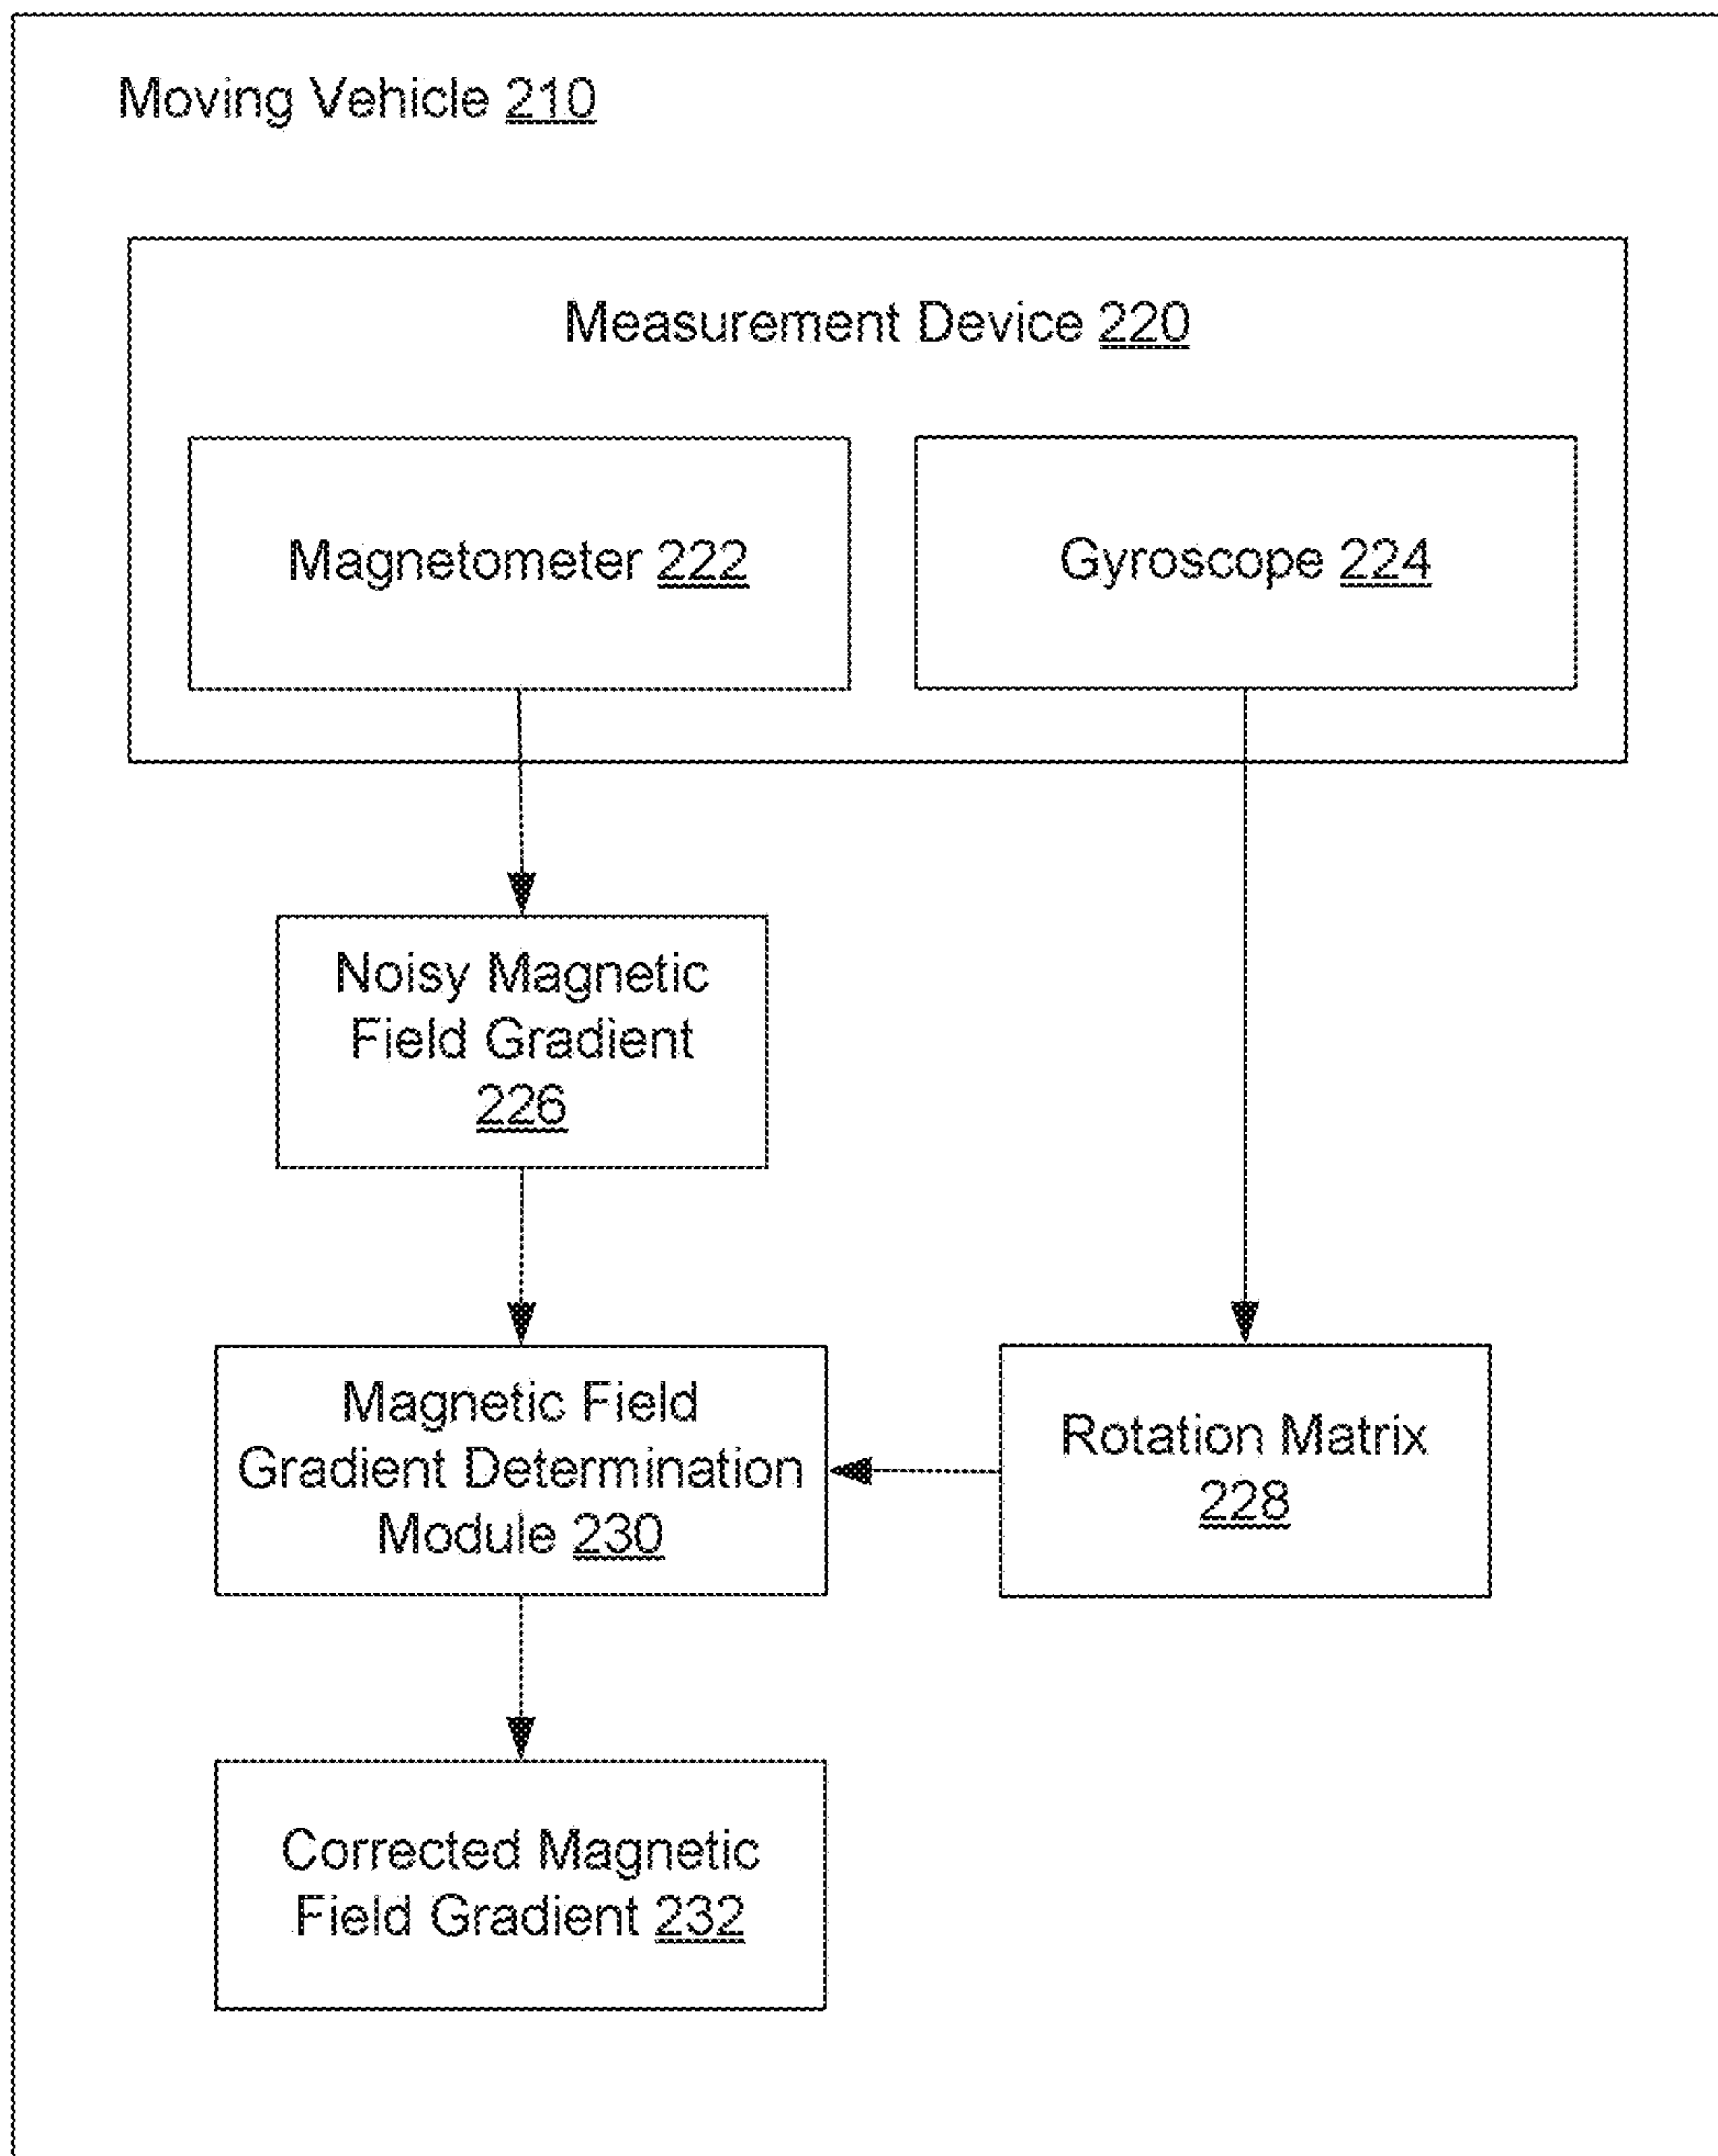 Moving Vehicle 210
Measurement Device 220
Magnetometer 222
Gyroscope 224
Noisy Magnetic
Field Gradient
226
Magnetic Field
Gradient Determination
Module 230
Rotation Matrix
228
Corrected Magnetic
Field Gradient 232